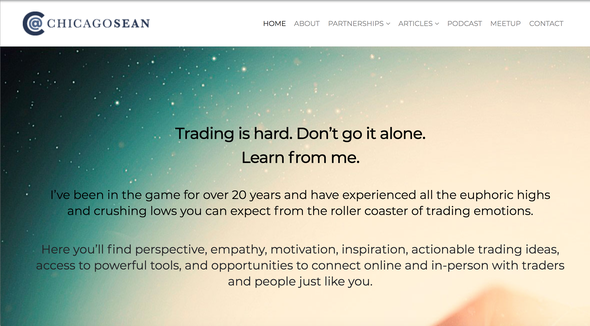 CHICAGOSEAN
HOME ABOUT PARTNERSHIPS ARTICLES PODCAST MEETUP CONTACT
Trading is hard. Don't go it alone.
Learn from me.
I've been in the game for over 20 years and have experienced all the euphoric highs
and crushing lows you can expect from the roller coaster of trading emotions.
Here you'll find perspective, empathy, motivation, inspiration, actionable trading ideas,
access to powerful tools, and opportunities to connect online and in-person with traders
and people just like you.